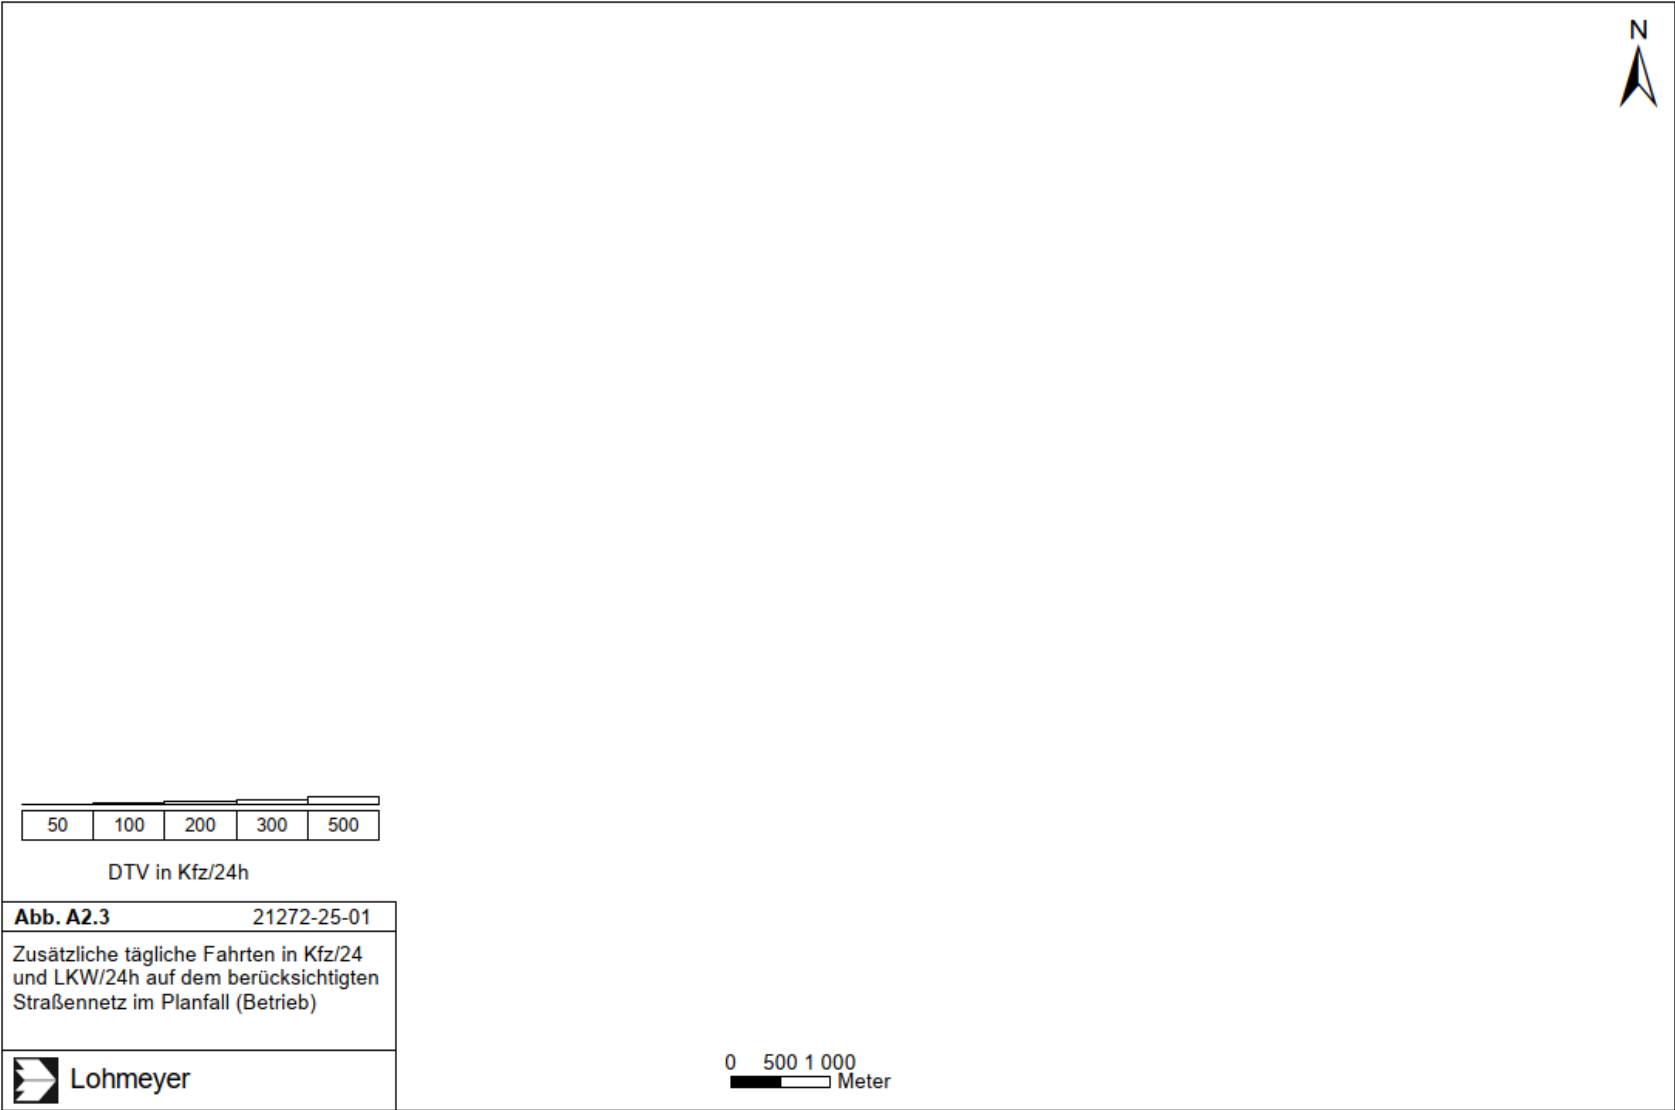 N
50 100 200 300 500
DTV in Kfz/24h
Abb. A2.3 21272-25-01
Zusätzliche tägliche Fahrten in Kfz/24
und LKW/24h auf dem berücksichtigten
Straßennetz im Planfall (Betrieb)
Lohmeyer
0 500 1 000
Meter